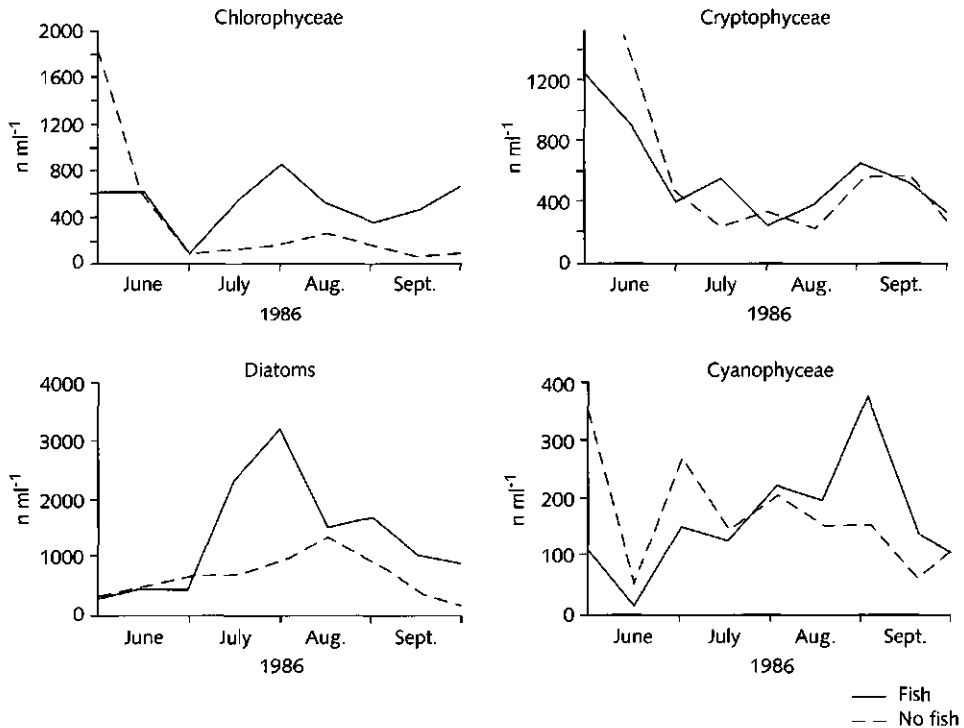 Chlorophyceae
2000
1600
1200
800
400
0
n ml⁻¹
June July Aug. Sept.
1986
Cryptophyceae
1200
800
400
0
n ml⁻¹
June July Aug. Sept.
1986
Diatoms
4000
3000
2000
1000
0
n ml⁻¹
June July Aug. Sept.
1986
Cyanophyceae
400
300
200
100
0
n ml⁻¹
June July Aug. Sept.
1986
Fish
No fish